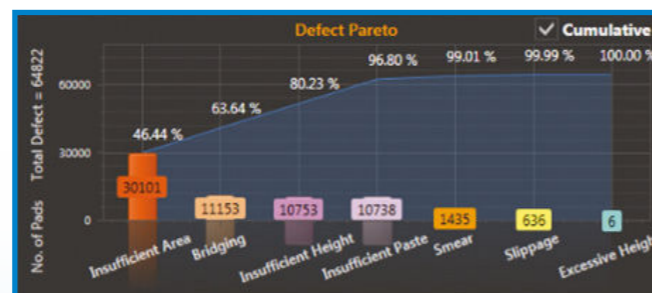 Defect Pareto
Cumulative
Total Defect = 64822
No. of Pads
60000
30000
0
46.44 %
63.64 %
80.23 %
96.80 %
99.01 %
99.99 %
100.00 %
30101
11153
10753
10738
1435
636
6
Insufficient Area
Bridging
Insufficient Height
Insufficient Paste
Smear
Slippage
Excessive Heigh